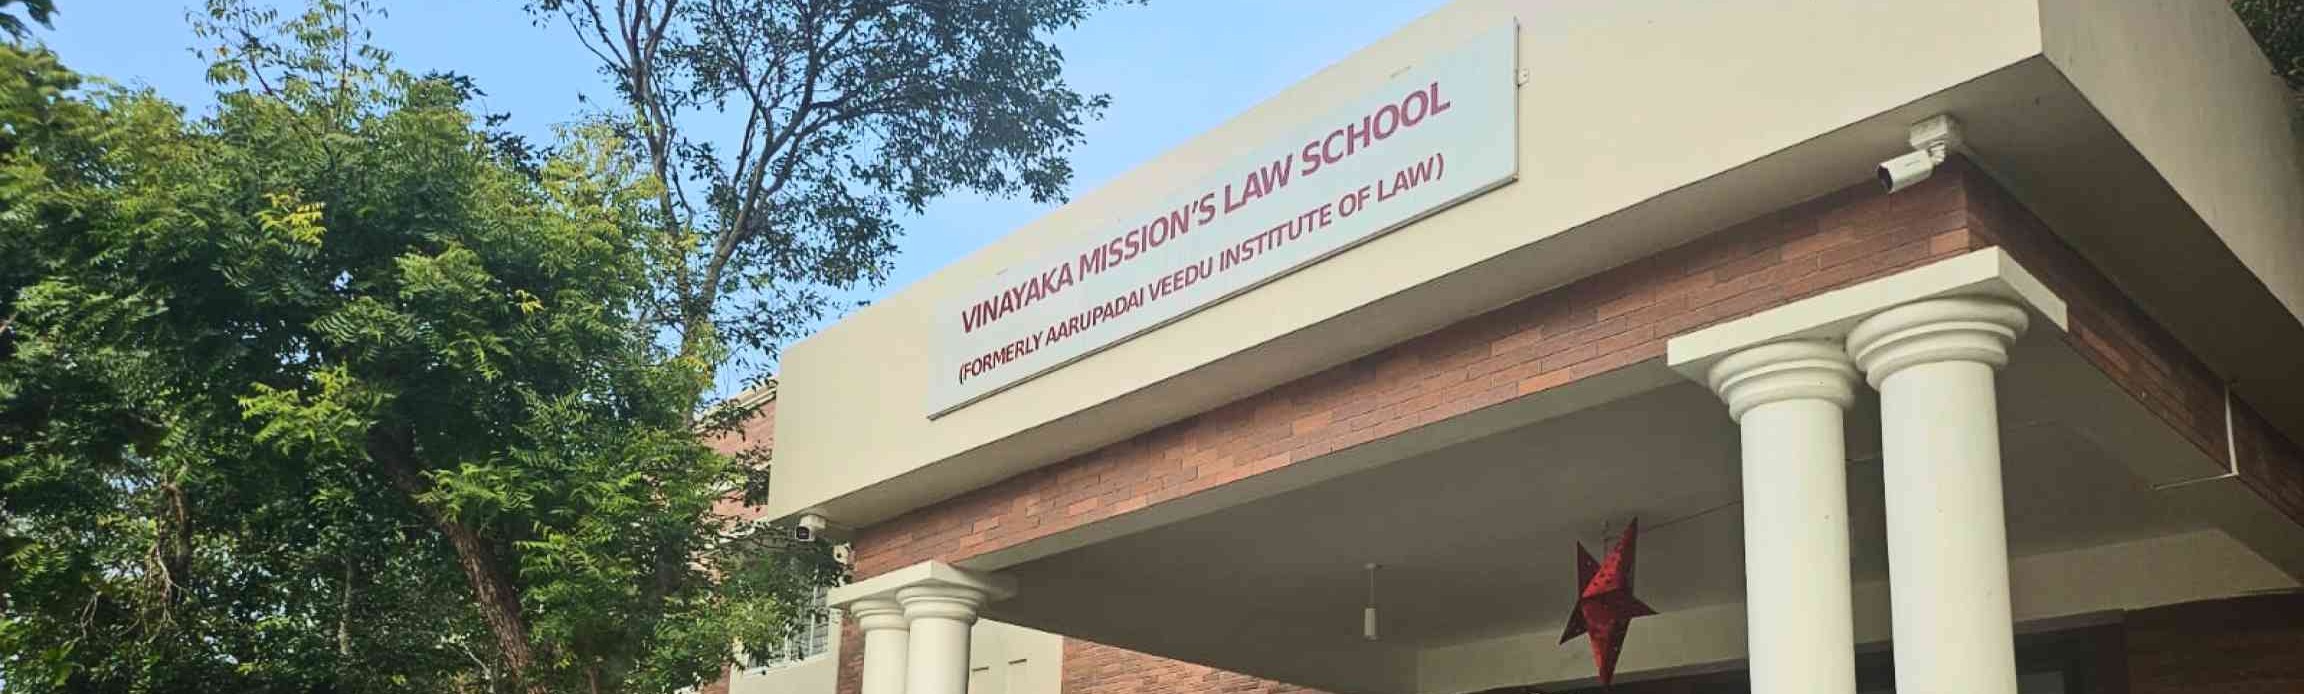 VINAYAKA MISSION'S LAW SCHOOL
(FORMERLY AARUPADAI VEEDU INSTITUTE OF LAW)